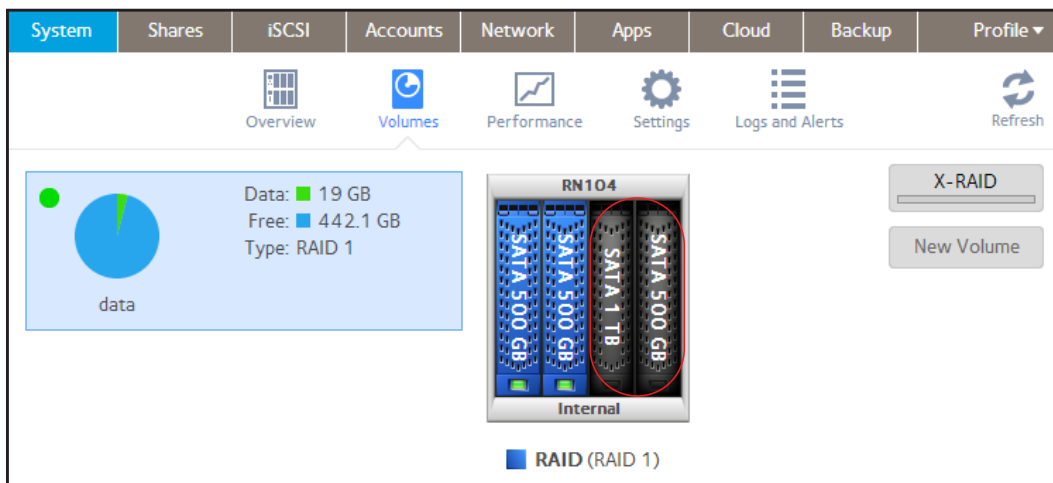 System Shares iSCSI Accounts Network Apps Cloud Backup Profile ▾
Overview Volumes Performance Settings Logs and Alerts Refresh
Data: 19 GB
Free: 442.1 GB
Type: RAID 1
data
RN104
SATA 500 GB
SATA 500 GB
SATA 1 TB
SATA 500 GB
Internal
RAID (RAID 1)
X-RAID
New Volume